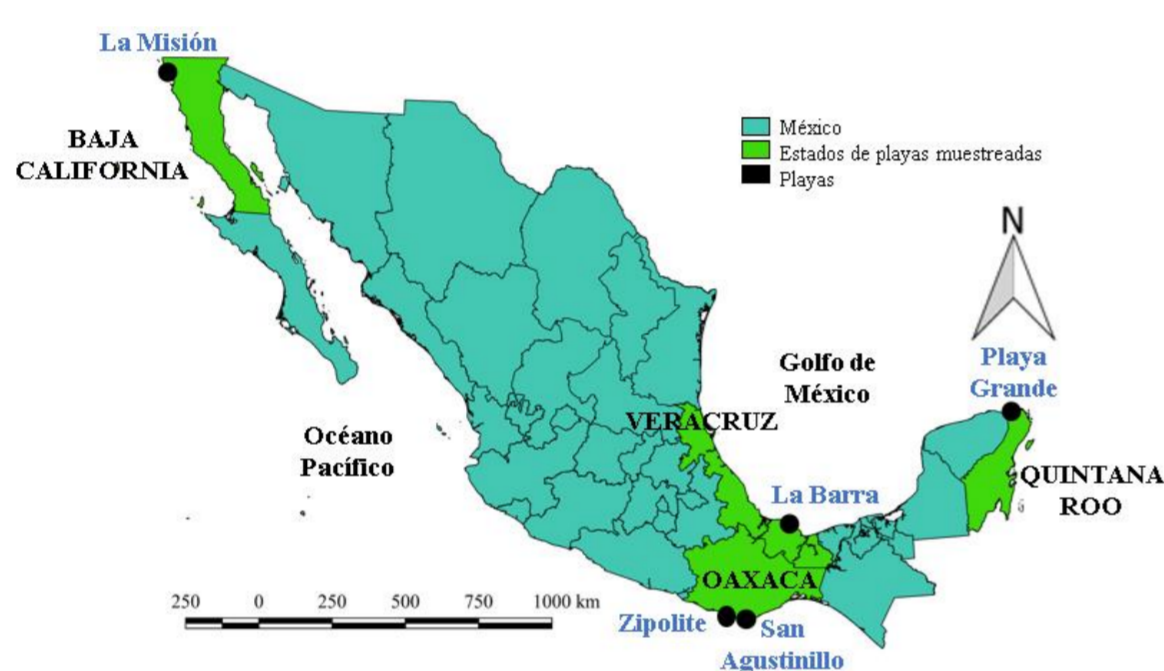 La Misión
BAJA
CALIFORNIA
México
Estados de playas muestreadas
Playas
N
Playa
Grande
Golfo de
México
VERACRUZ
Océano
Pacífico
QUINTANA
ROO
La Barra
OAXACA
250 0 250 500 750 1000 km
Zipolite
San
Agustinillo